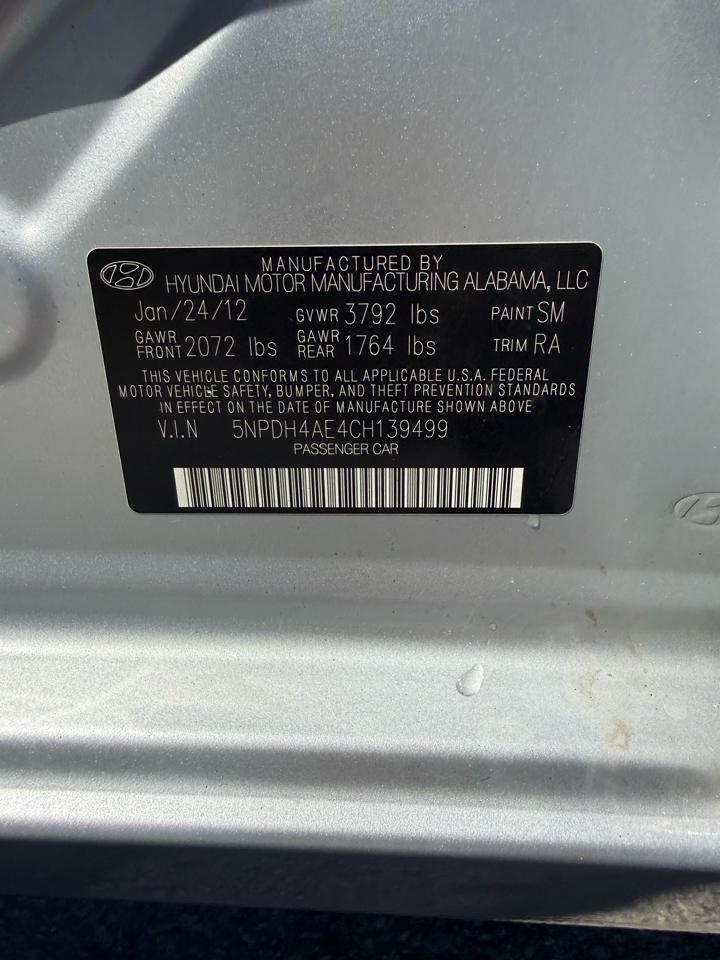 MANUFACTURED BY
HYUNDAI MOTOR MANUFACTURING ALABAMA, LLC
Jan/24/12 GVWR 3792 lbs PAINT SM
GAWR FRONT 2072 lbs GAWR REAR 1764 lbs TRIM RA
THIS VEHICLE CONFORMS TO ALL APPLICABLE U.S.A. FEDERAL
MOTOR VEHICLE SAFETY, BUMPER, AND THEFT PREVENTION STANDARDS
IN EFFECT ON THE DATE OF MANUFACTURE SHOWN ABOVE
V.I.N 5NPDH4AE4CH139499
PASSENGER CAR